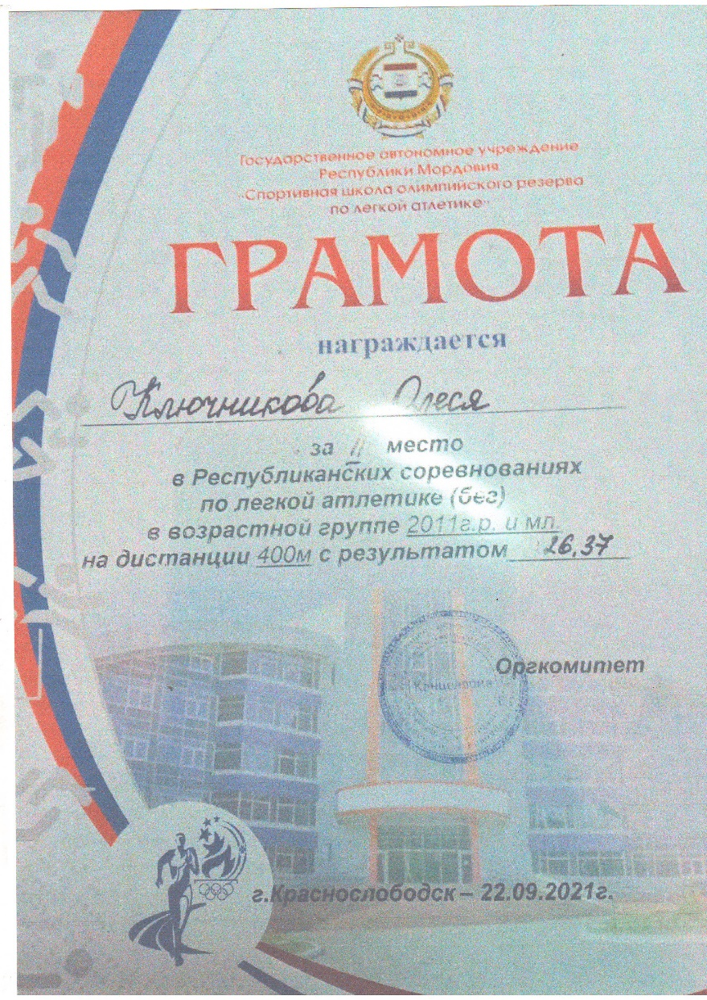 Государственное автономное учреждение
Республики Мордовия
«Спортивная школа олимпийского резерва
по легкой атлетике»
ГРАМОТА
награждается
Ключникова Олеся
за II место
в Республиканских соревнованиях
по легкой атлетике (бег)
в возрастной группе 2011г.р. и мл.
на дистанции 400м с результатом 26,37
Оргкомитет
Канцелярия
г.Краснослободск – 22.09.2021г.